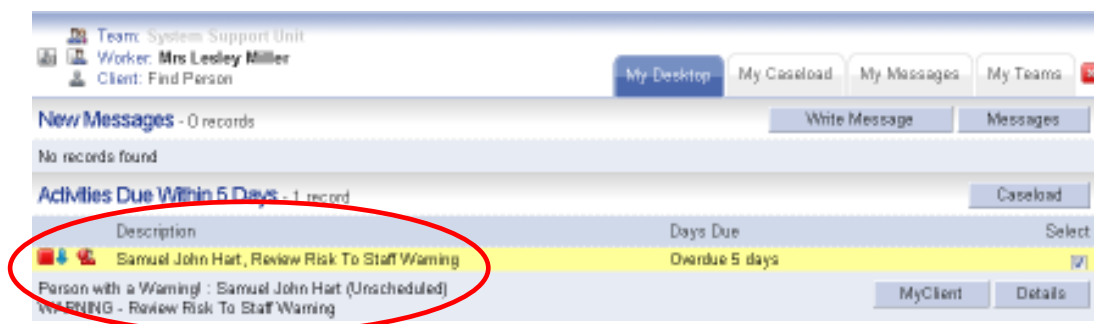 Team: System Support Unit
Worker: Mrs Lesley Miller
Client: Find Person
My Desktop My Caseload My Messages My Teams
New Messages - 0 records Write Message Messages
No records found
Activities Due Within 5 Days - 1 record Caseload
Description Days Due Select
Samuel John Hart, Review Risk To Staff Warning Overdue 5 days
Person with a Warning! : Samuel John Hart (Unscheduled) MyClient Details
WARNING - Review Risk To Staff Warning